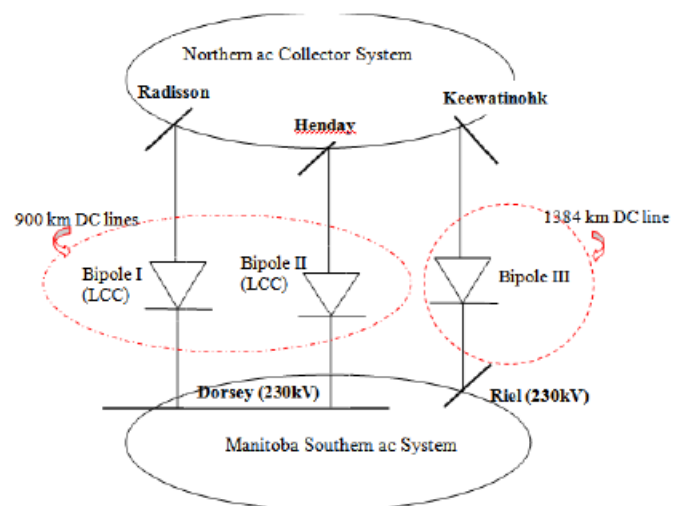 Northern ac Collector System
Radisson
Keewatinohk
Henday
900 km DC lines
1384 km DC line
Bipole I
(LCC)
Bipole II
(LCC)
Bipole III
Dorsey (230kV)
Riel (230kV)
Manitoba Southern ac System